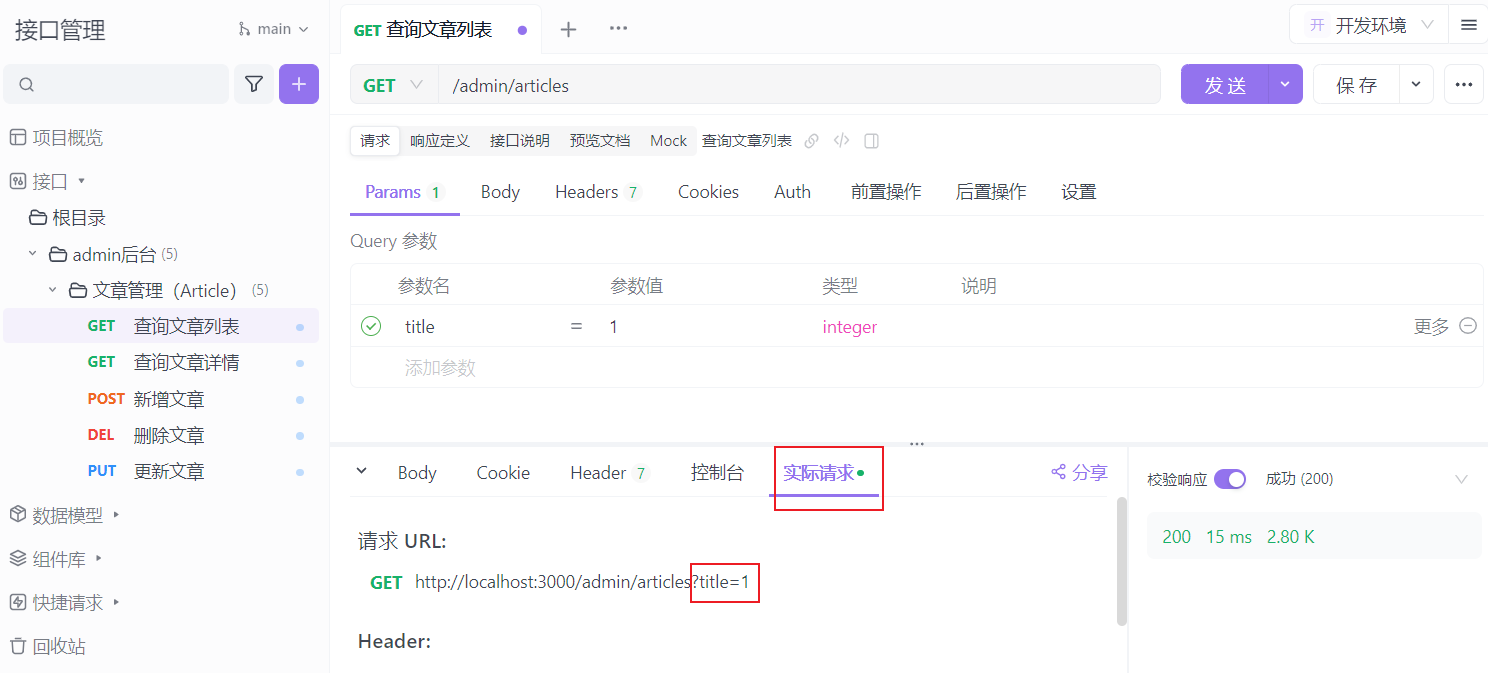 接口管理
main
项目概览
接口
根目录
admin后台 (5)
文章管理（Article） (5)
GET 查询文章列表
GET 查询文章详情
POST 新增文章
DEL 删除文章
PUT 更新文章
数据模型
组件库
快捷请求
回收站
GET 查询文章列表
开 开发环境
GET /admin/articles
发 送
保 存
请求 响应定义 接口说明 预览文档 Mock 查询文章列表
Params 1 Body Headers 7 Cookies Auth 前置操作 后置操作 设置
Query 参数
参数名 参数值 类型 说明
title = 1 integer 更多
添加参数
Body Cookie Header 7 控制台 实际请求 分享
请求 URL:
GET http://localhost:3000/admin/articles?title=1
Header:
校验响应 成功 (200)
200 15 ms 2.80 K